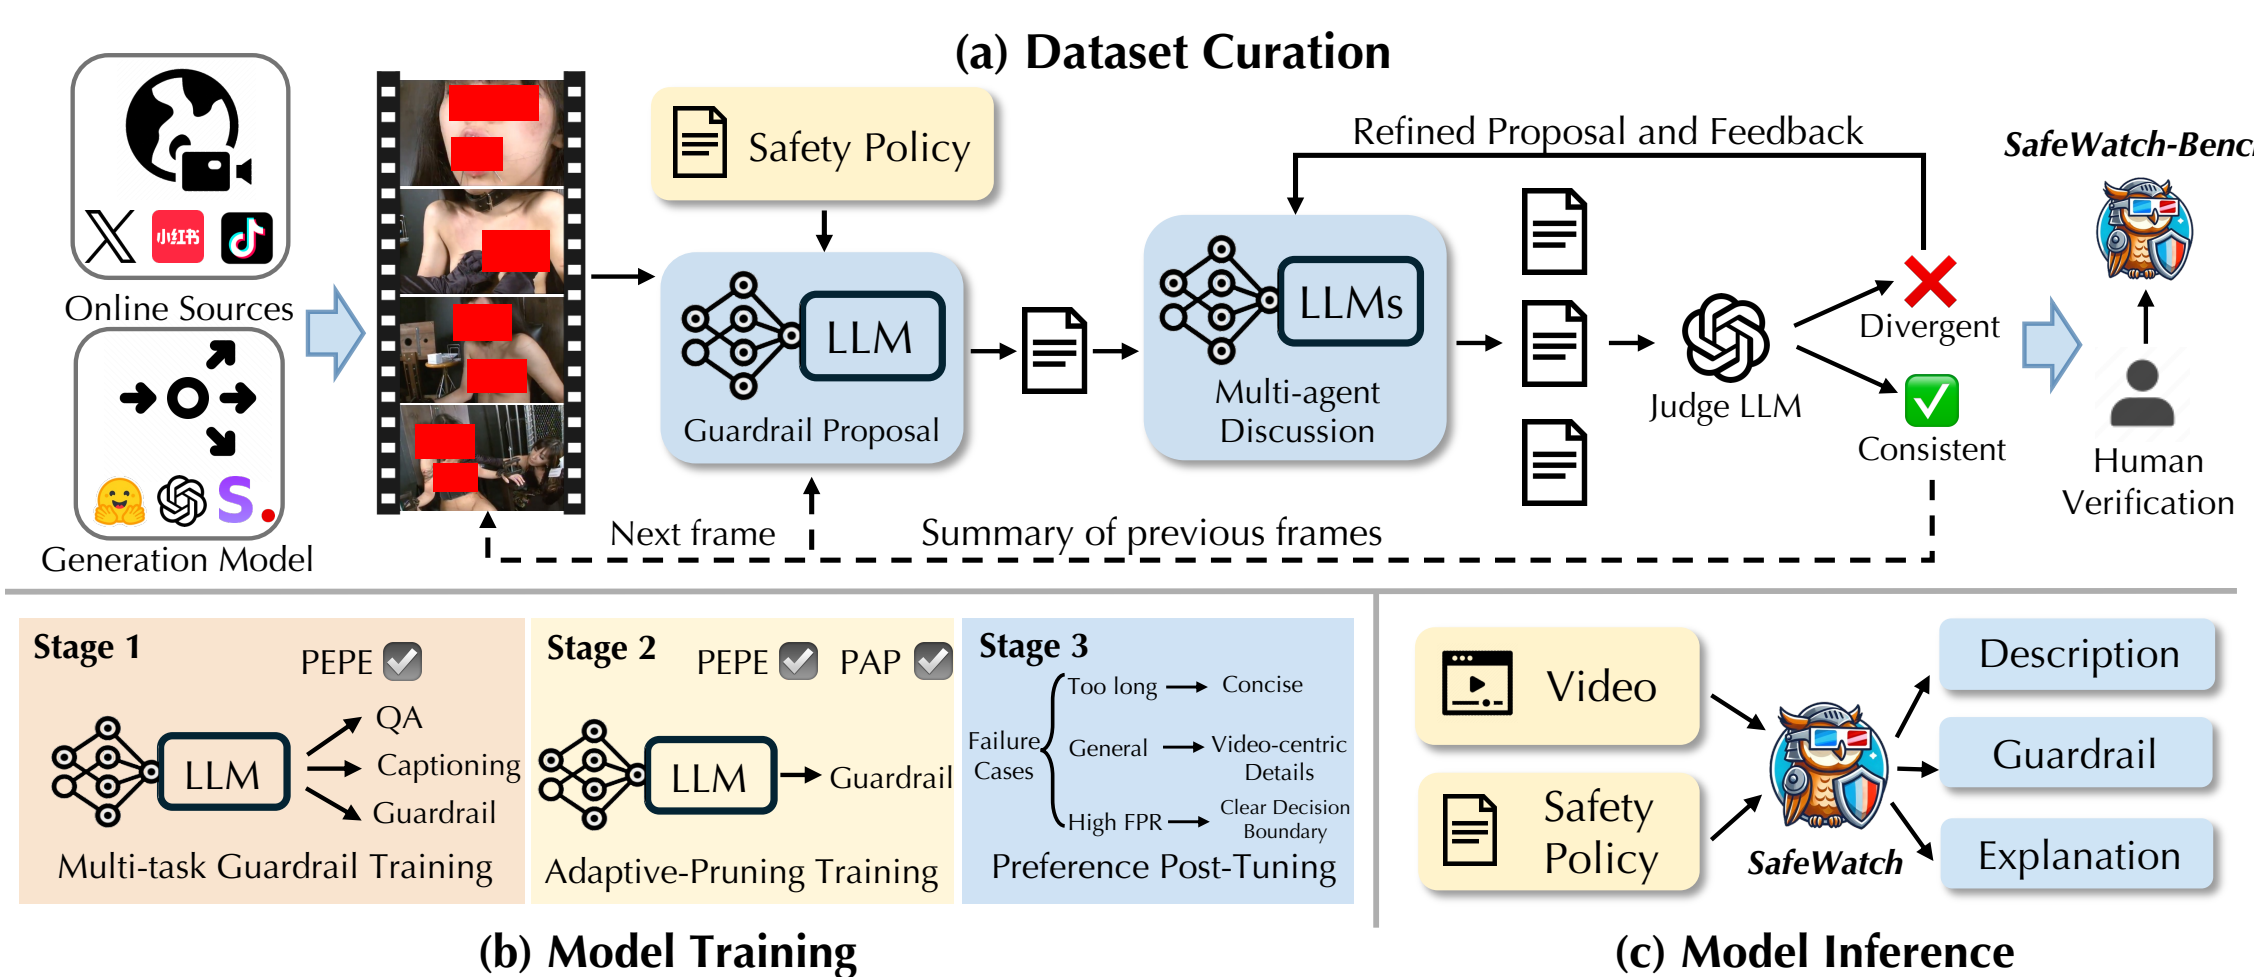 (a) Dataset Curation
小红书
Online Sources
Generation Model
Safety Policy
LLM
Guardrail Proposal
Next frame
Summary of previous frames
Refined Proposal and Feedback
LLMs
Multi-agent
Discussion
Judge LLM
Divergent
Consistent
SafeWatch-Benc
Human
Verification
Stage 1
PEPE
LLM
QA
Captioning
Guardrail
Multi-task Guardrail Training
Stage 2
PEPE PAP
LLM
Guardrail
Adaptive-Pruning Training
Stage 3
Failure
Cases
Too long
Concise
General
Video-centric
Details
High FPR
Clear Decision
Boundary
Preference Post-Tuning
(b) Model Training
Video
Safety
Policy
SafeWatch
Description
Guardrail
Explanation
(c) Model Inference